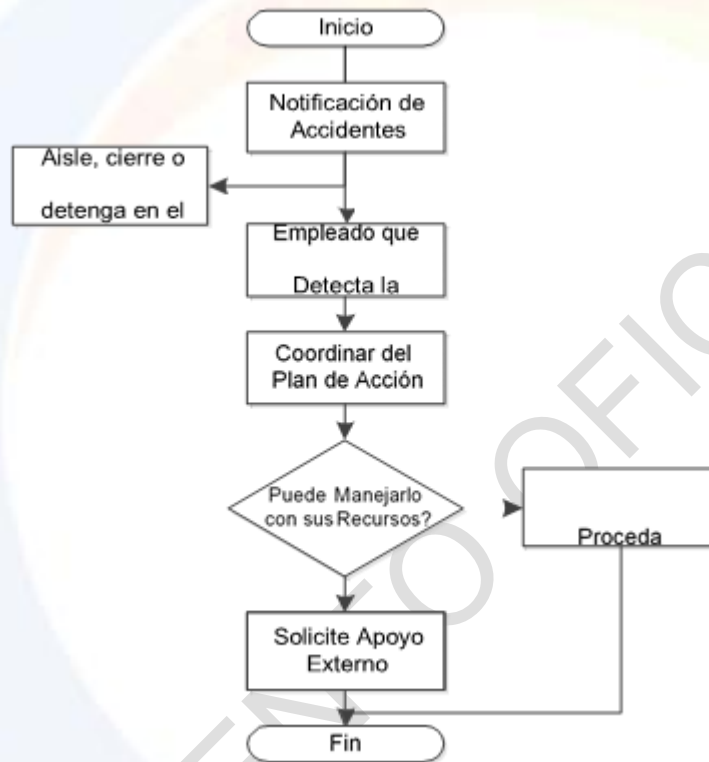 Inicio
Notificación de
Accidentes
Aisle, cierre o
detenga en el
Empleado que
Detecta la
Coordinar del
Plan de Acción
Puede Manejarlo
con sus Recursos?
Proceda
Solicite Apoyo
Externo
Fin